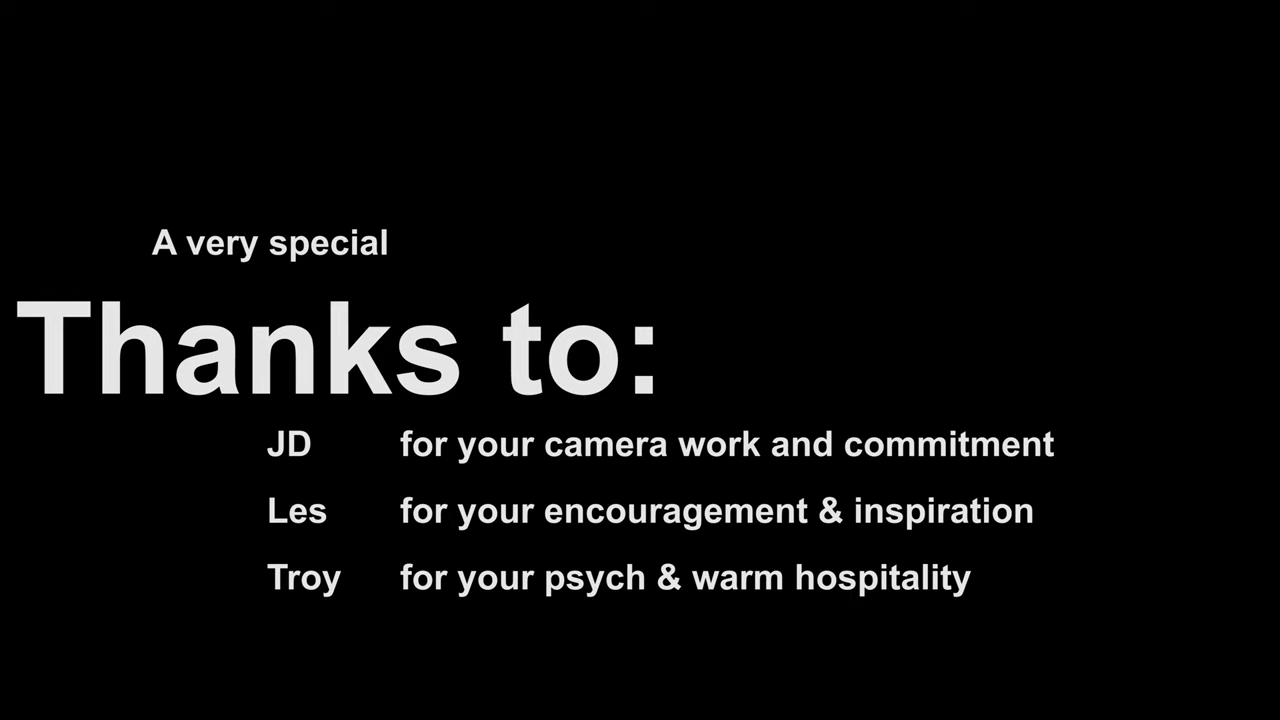 A very special
Thanks to:
JD for your camera work and commitment
Les for your encouragement & inspiration
Troy for your psych & warm hospitality